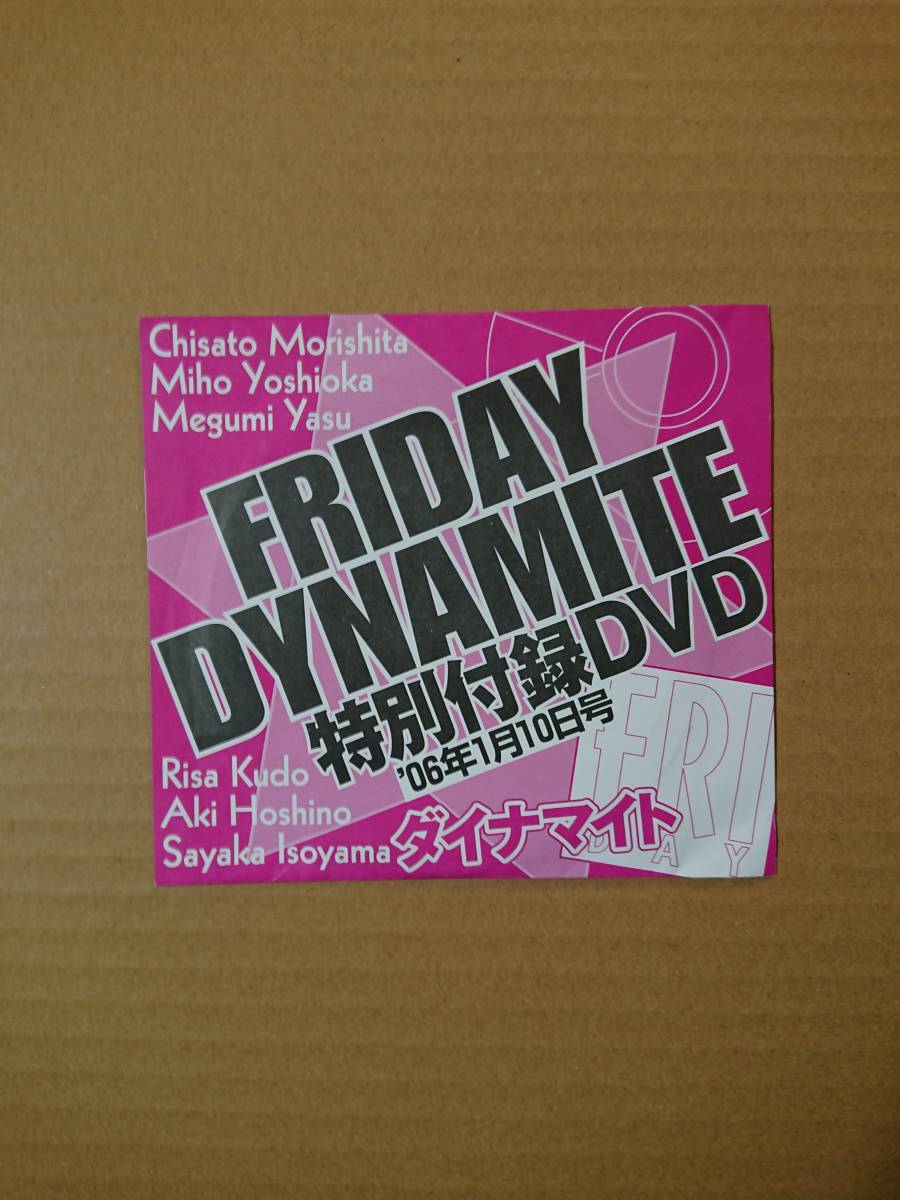 Chisato Morishita
Miho Yoshioka
Megumi Yasu
FRIDAY
DYNAMITE
特別付録DVD
'06年1月10日号
Risa Kudo
Aki Hoshino
Sayaka Isoyama
ダイナマイト
FRI
DAY